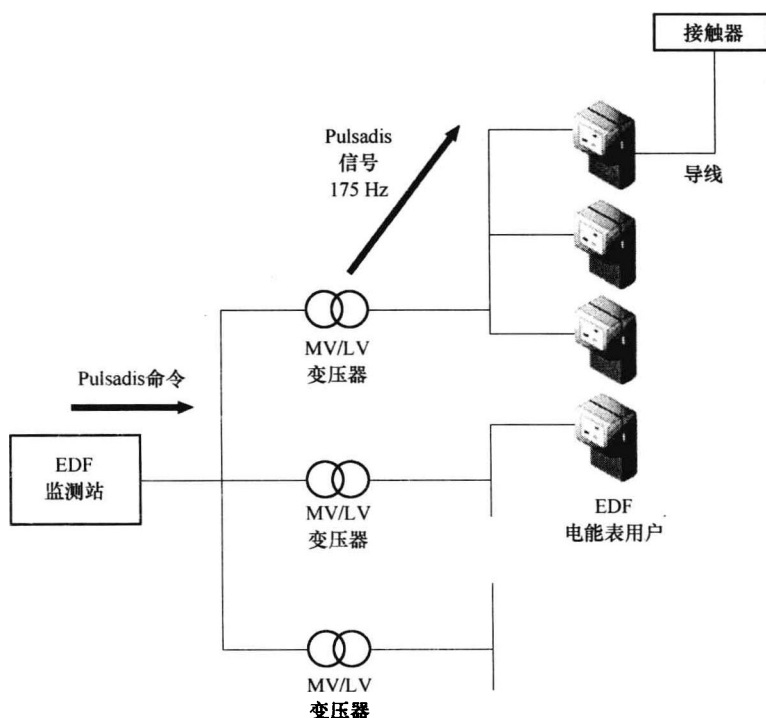 接触器
Pulsadis
信号
175 Hz
导线
MV/LV
变压器
Pulsadis命令
EDF
监测站
MV/LV
变压器
EDF
电能表用户
MV/LV
变压器